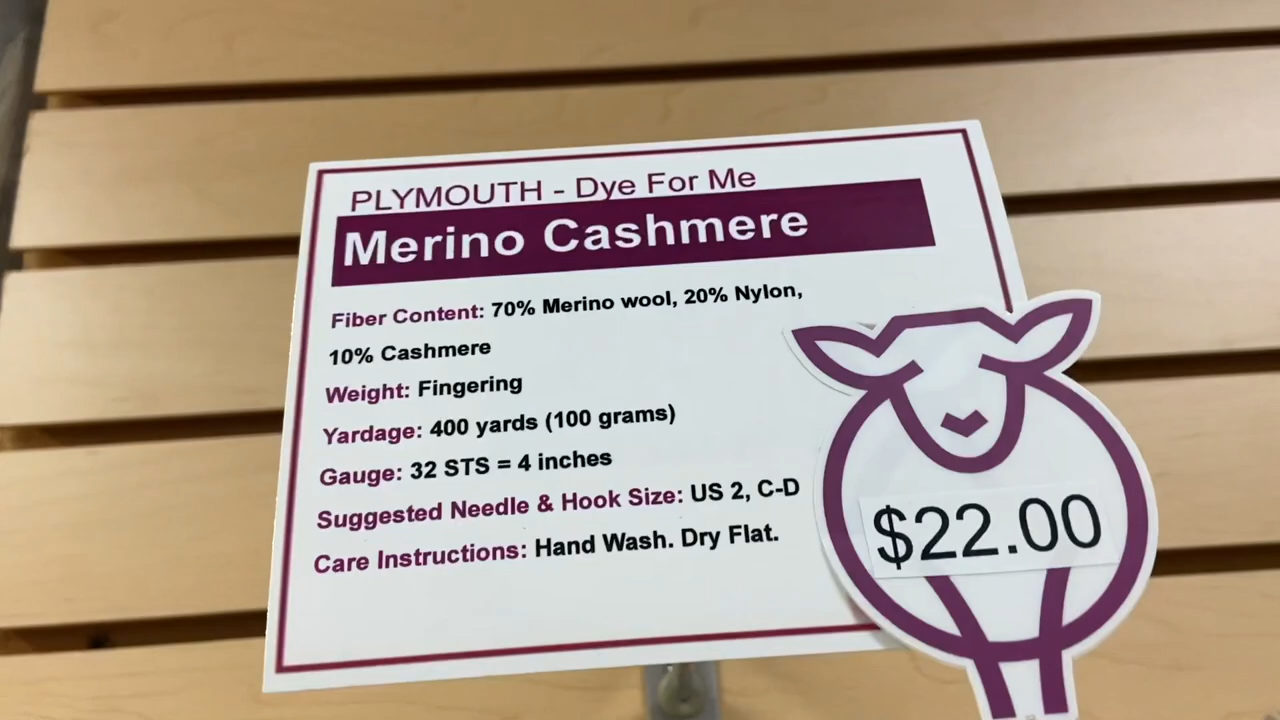 PLYMOUTH - Dye For Me
Merino Cashmere
Fiber Content: 70% Merino wool, 20% Nylon,
10% Cashmere
Weight: Fingering
Yardage: 400 yards (100 grams)
Gauge: 32 STS = 4 inches
Suggested Needle & Hook Size: US 2, C-D
Care Instructions: Hand Wash. Dry Flat.
$22.00